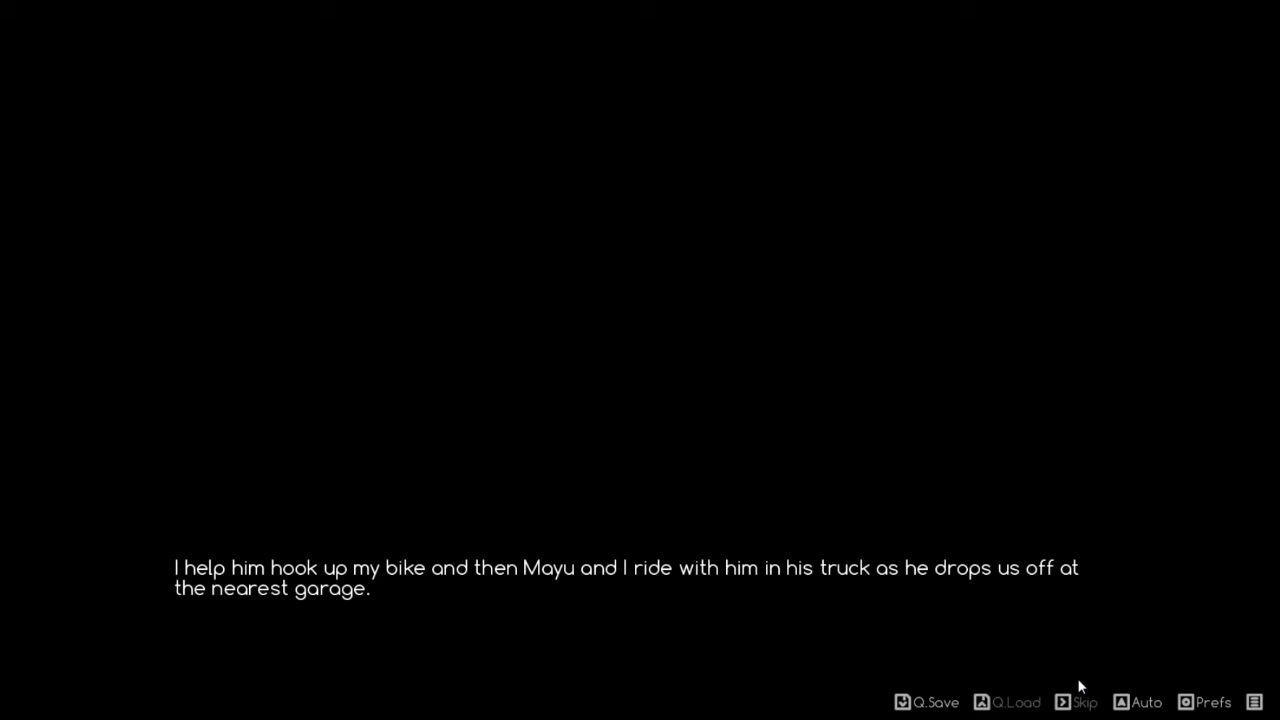 I help him hook up my bike and then Mayu and I ride with him in his truck as he drops us off at
the nearest garage.
Q.Save Q.Load Skip Auto Prefs